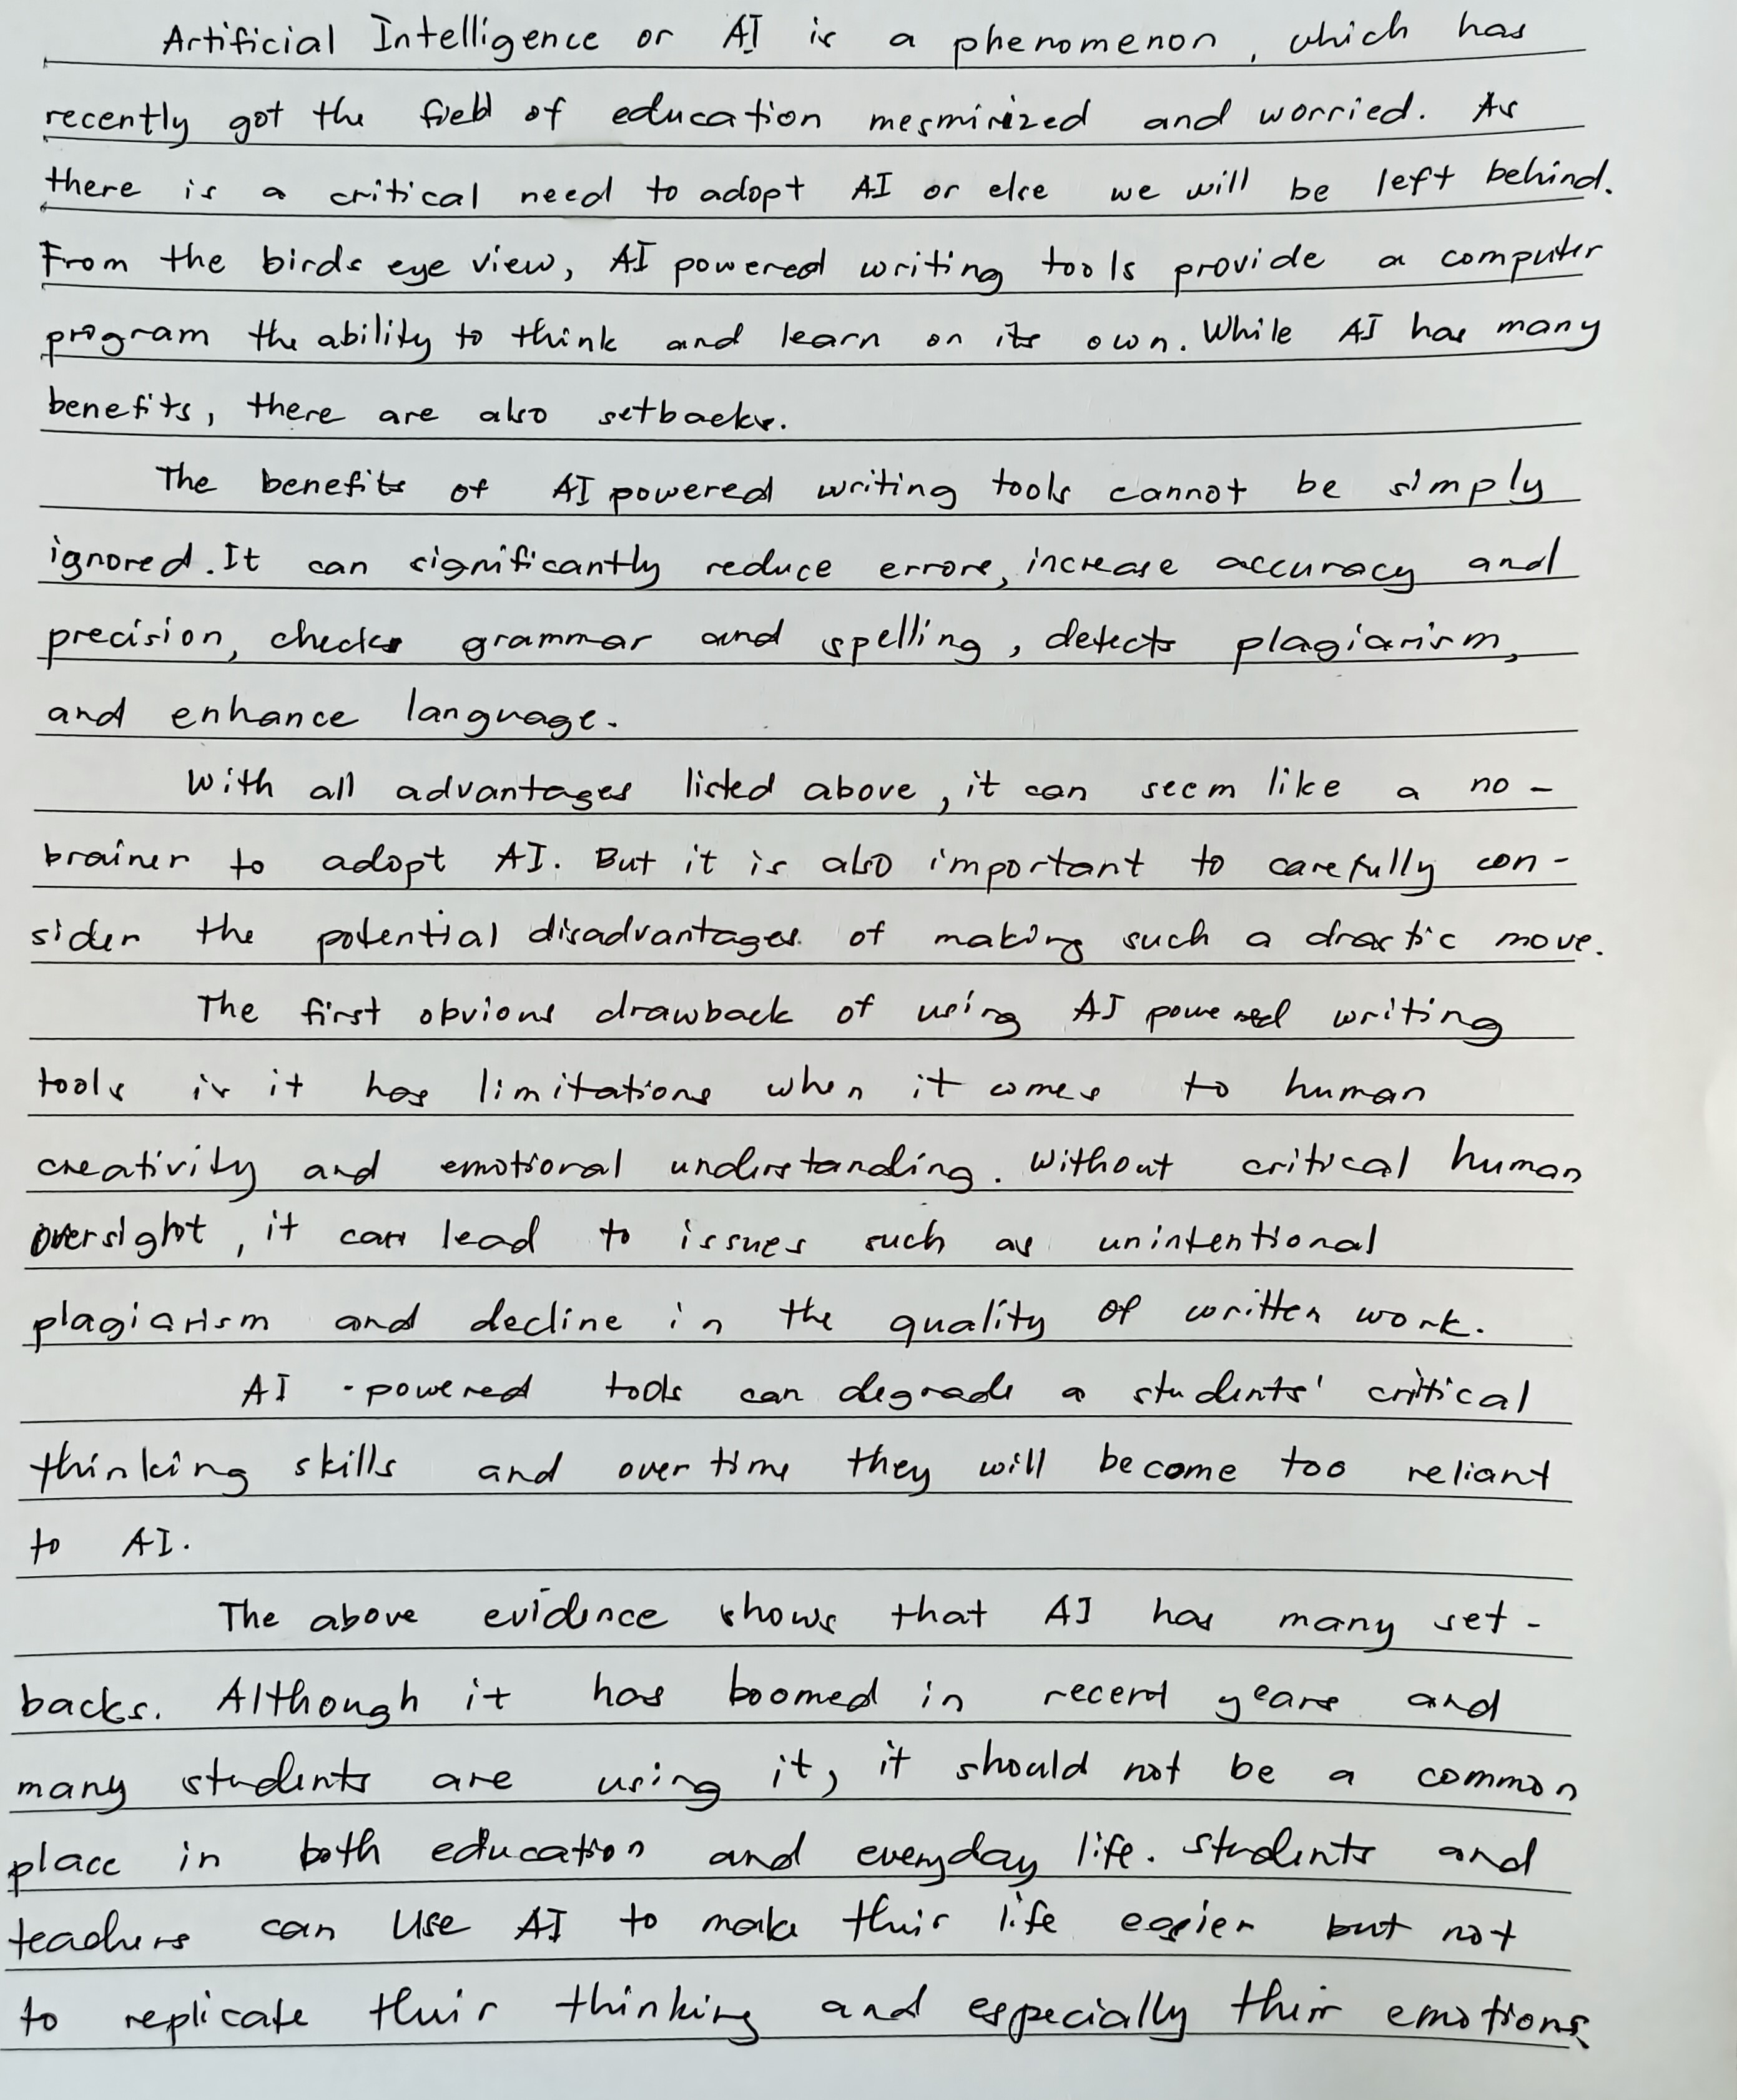 Artificial Intelligence or AI is a phenomenon, which has
recently got the field of education mesmirized and worried. As
there is a critical need to adopt AI or else we will be left behind.
From the birds eye view, AI powered writing tools provide a computer
program the ability to think and learn on its own. While AI has many
benefits, there are also setbacks.
The benefits of AI powered writing tools cannot be simply
ignored. It can significantly reduce errors, increase accuracy and
precision, checks grammar and spelling, detects plagiarism,
and enhance language.
With all advantages listed above, it can seem like a no-
brainer to adopt AI. But it is also important to carefully con-
sider the potential disadvantages of making such a drastic move.
The first obvious drawback of using AI powered writing
tools is it has limitations when it comes to human
creativity and emotional understanding. Without critical human
oversight, it can lead to issues such as unintentional
plagiarism and decline in the quality of written work.
AI-powered tools can degrade a students' critical
thinking skills and over time they will become too reliant
to AI.
The above evidence shows that AI has many set-
backs. Although it has boomed in recent years and
many students are using it, it should not be a common
place in both education and everyday life. Students and
teachers can use AI to make their life easier but not
to replicate their thinking and especially their emotions.